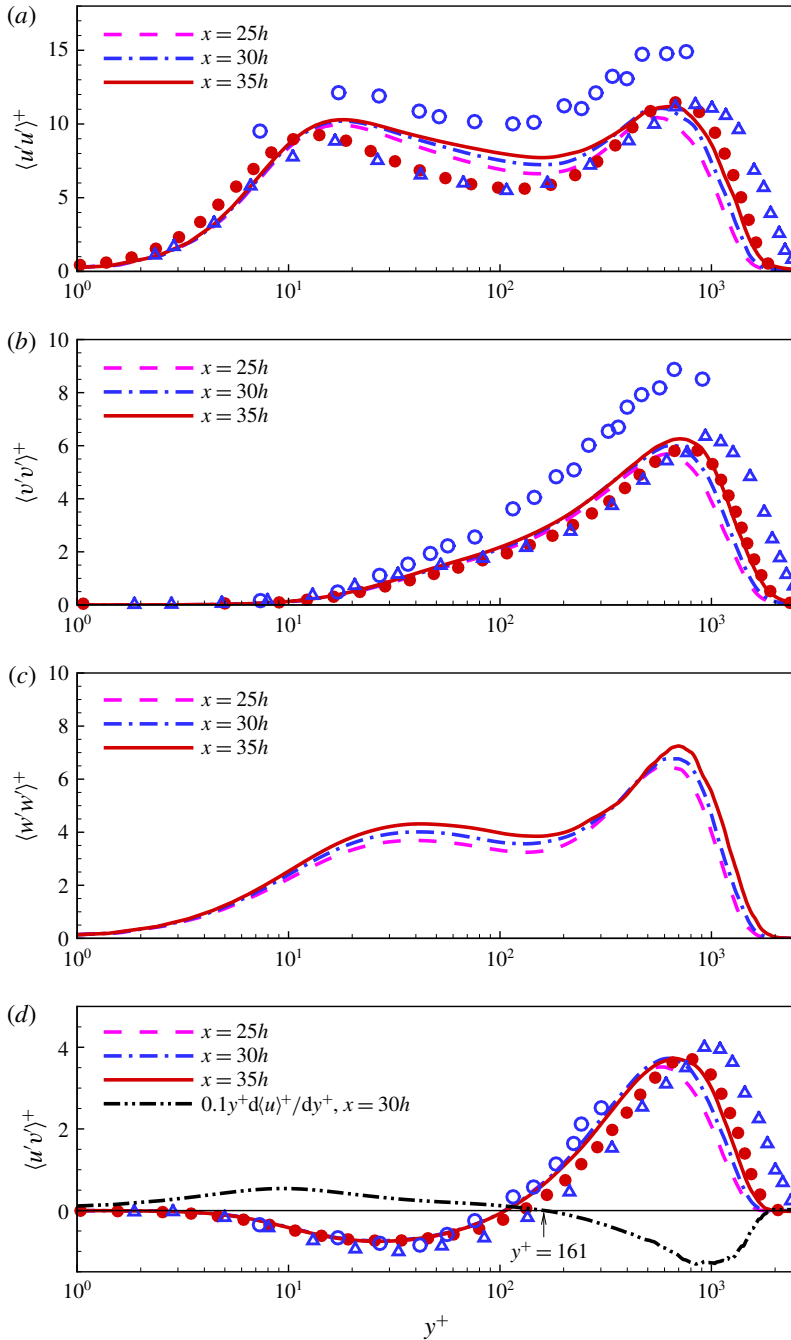 (a)
15
10
5
0
⟨u′u′⟩⁺
x = 25h
x = 30h
x = 35h
10⁰ 10¹ 10² 10³
(b)
10
8
6
4
2
0
⟨v′v′⟩⁺
x = 25h
x = 30h
x = 35h
10⁰ 10¹ 10² 10³
(c)
10
8
6
4
2
0
⟨w′w′⟩⁺
x = 25h
x = 30h
x = 35h
10⁰ 10¹ 10² 10³
(d)
4
2
0
⟨u′v′⟩⁺
x = 25h
x = 30h
x = 35h
0.1y⁺d⟨u⟩⁺/dy⁺, x = 30h
y⁺ = 161
10⁰ 10¹ 10² 10³
y⁺